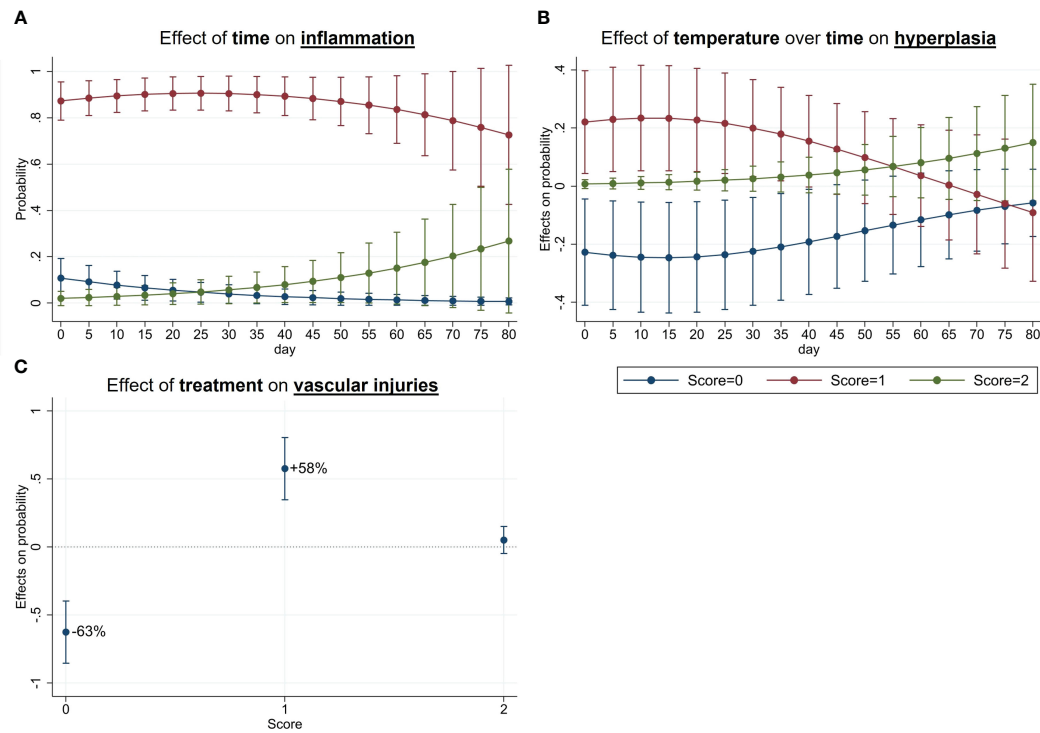 A
Effect of time on inflammation
Probability
1
.8
.6
.4
.2
0
0 5 10 15 20 25 30 35 40 45 50 55 60 65 70 75 80
day
B
Effect of temperature over time on hyperplasia
Effects on probability
.4
.2
0
-.2
-.4
0 5 10 15 20 25 30 35 40 45 50 55 60 65 70 75 80
day
Score=0 Score=1 Score=2
C
Effect of treatment on vascular injuries
Effects on probability
1
.5
0
-.5
-1
+58%
-63%
0 1 2
Score